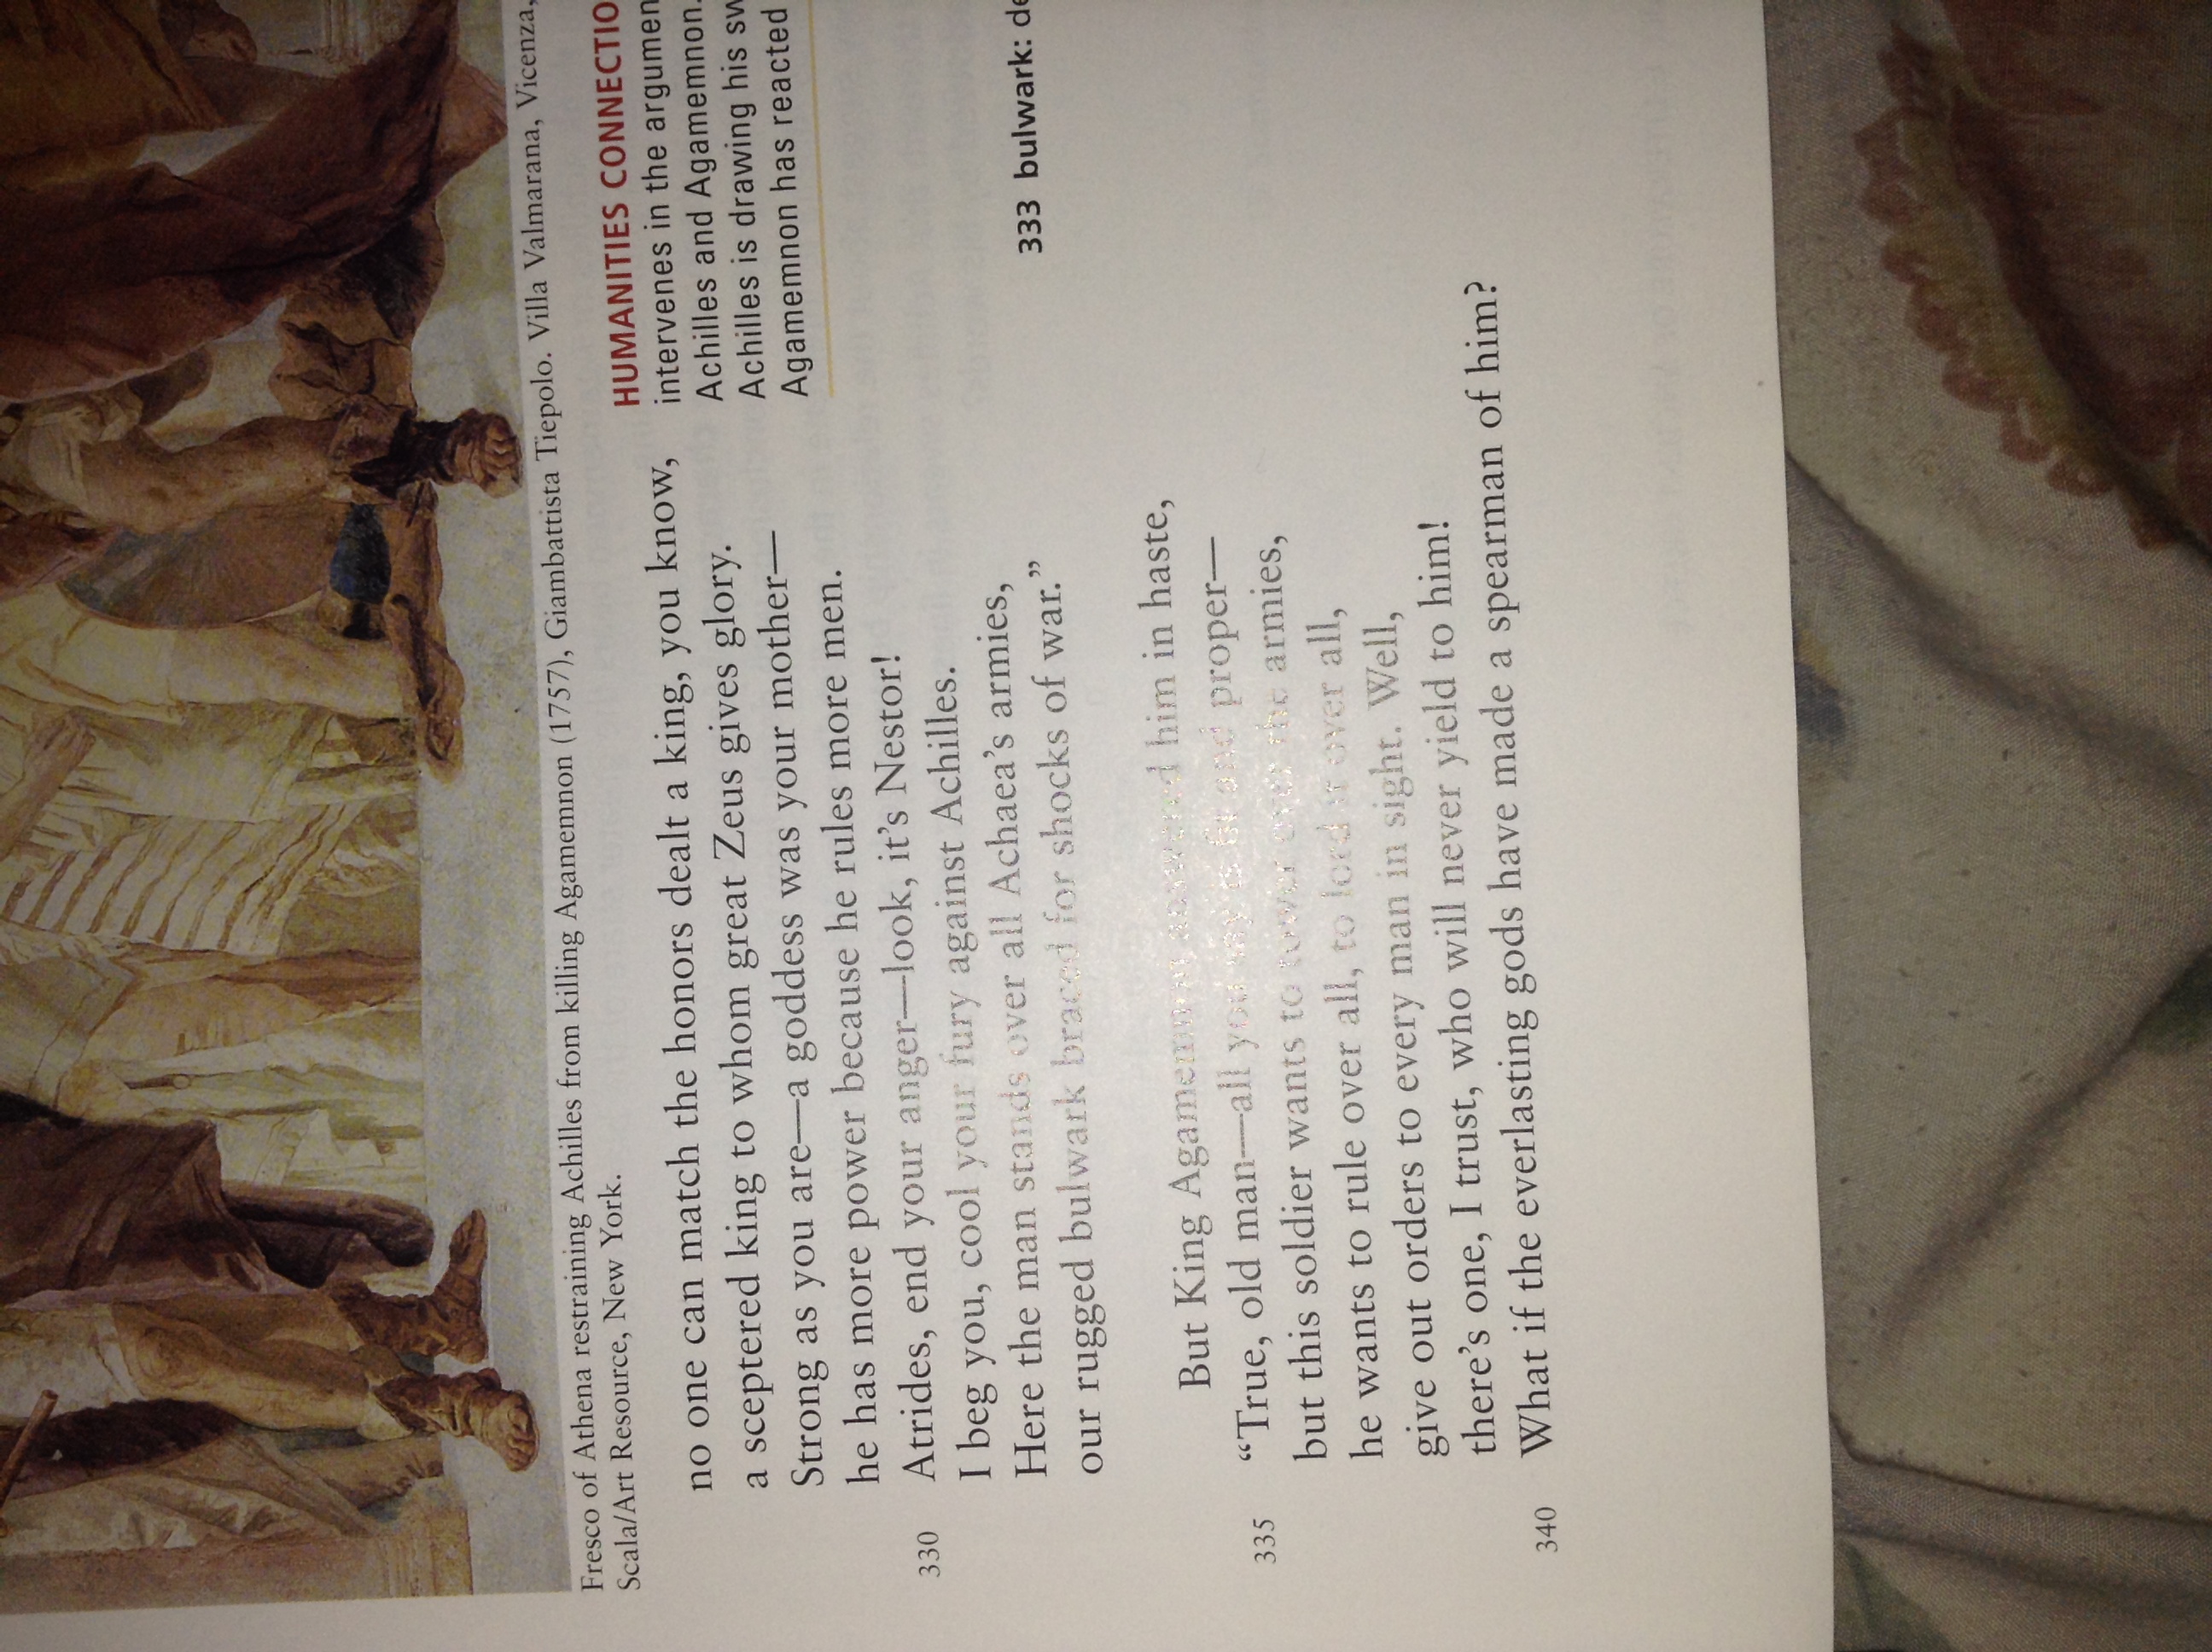 Fresco of Athena restraining Achilles from killing Agamemnon (1757), Giambattista Tiepolo. Villa Valmarana, Vicenza,
Scala/Art Resource, New York.
no one can match the honors dealt a king, you know,
a sceptered king to whom great Zeus gives glory.
Strong as you are—a goddess was your mother—
he has more power because he rules more men.
330 Atrides, end your anger—look, it's Nestor!
I beg you, cool your fury against Achilles.
Here the man stands over all Achaea's armies,
our rugged bulwark braced for shocks of war."
But King Agamemnon answered him in haste,
335 "True, old man—all you say is fit and proper—
but this soldier wants to tower over the armies,
he wants to rule over all, to lord it over all,
give out orders to every man in sight. Well,
there's one, I trust, who will never yield to him!
340 What if the everlasting gods have made a spearman of him?
HUMANITIES CONNECTIO
intervenes in the argumen
Achilles and Agamemnon.
Achilles is drawing his sw
Agamemnon has reacted
333 bulwark: de